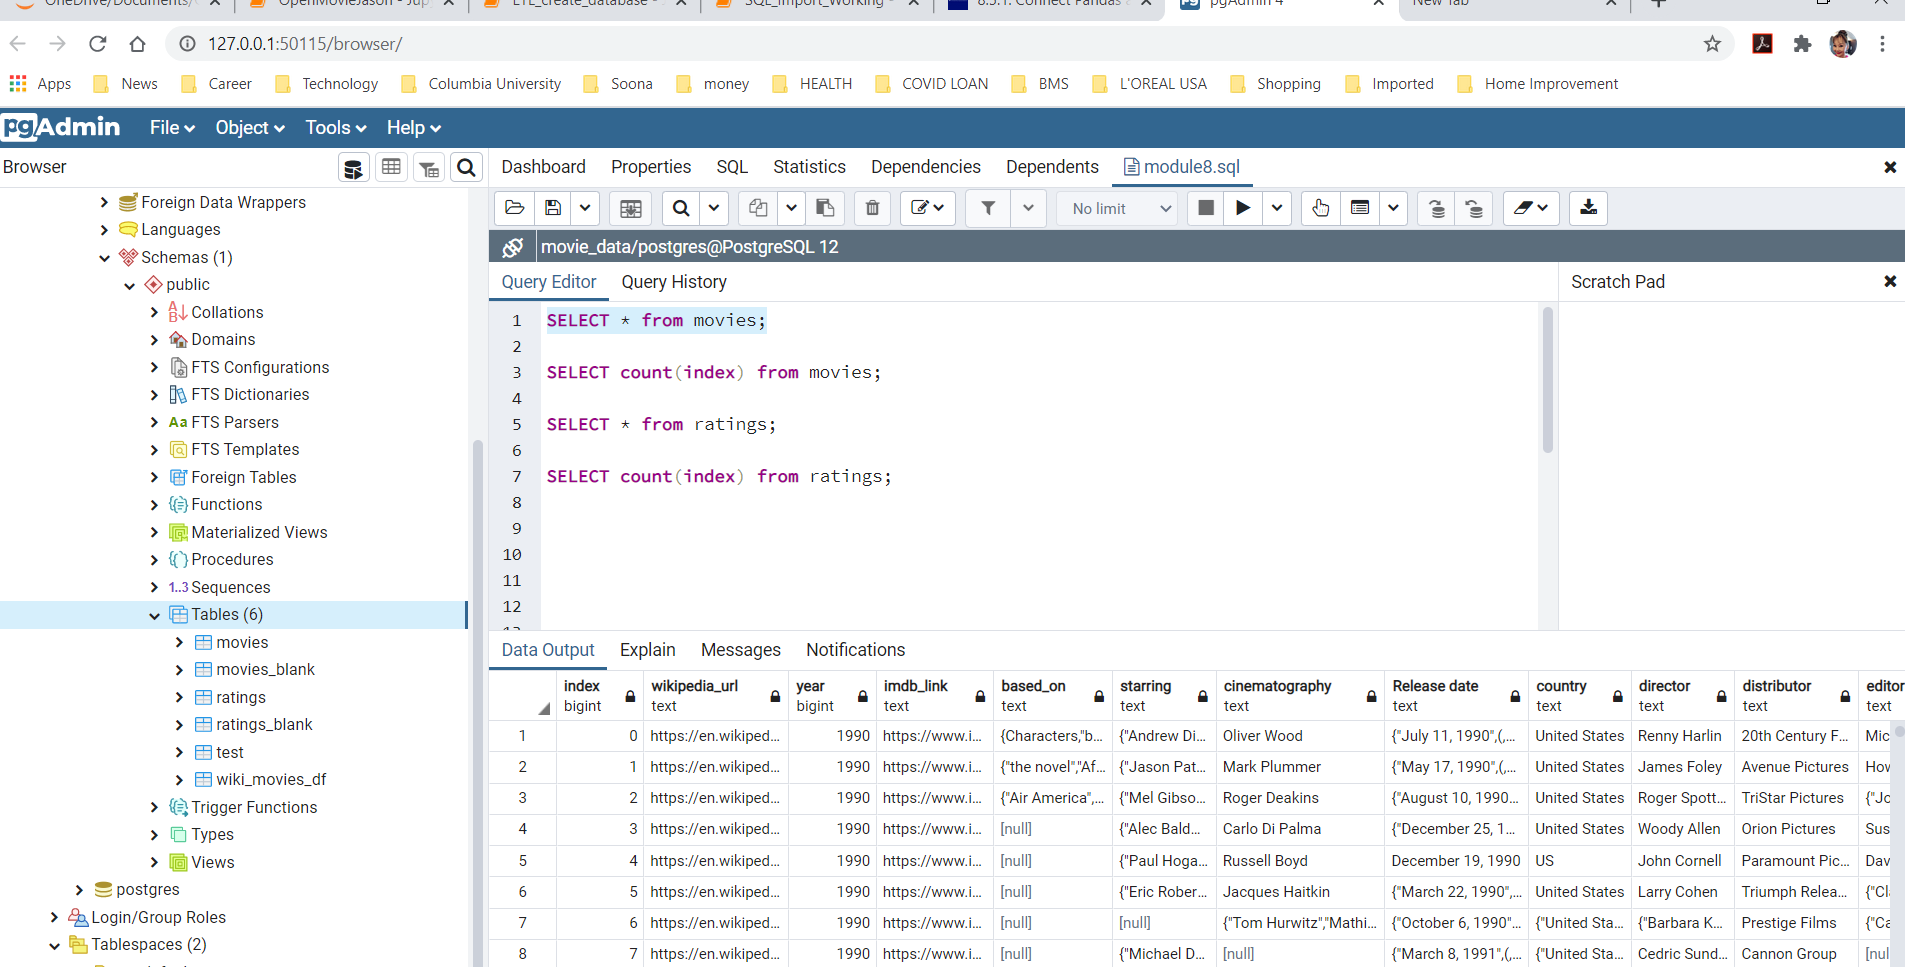 OneDrive/Documents/
OpenMovieJason - Jup
ETL_create_database -
SQL_Import_Working -
8.5.1: Connect Pandas a
pgAdmin 4
New Tab
127.0.0.1:50115/browser/
Apps News Career Technology Columbia University Soona money HEALTH COVID LOAN BMS L'OREAL USA Shopping Imported Home Improvement
pgAdmin File Object Tools Help
Browser
Dashboard Properties SQL Statistics Dependencies Dependents module8.sql
No limit
movie_data/postgres@PostgreSQL 12
Query Editor Query History
Scratch Pad
Foreign Data Wrappers
Languages
Schemas (1)
public
Collations
Domains
FTS Configurations
FTS Dictionaries
Aa FTS Parsers
FTS Templates
Foreign Tables
Functions
Materialized Views
Procedures
1..3 Sequences
Tables (6)
movies
movies_blank
ratings
ratings_blank
test
wiki_movies_df
Trigger Functions
Types
Views
postgres
Login/Group Roles
Tablespaces (2)
1 SELECT * from movies;
2
3 SELECT count(index) from movies;
4
5 SELECT * from ratings;
6
7 SELECT count(index) from ratings;
8
9
10
11
12
Data Output Explain Messages Notifications
index wikipedia_url year imdb_link based_on starring cinematography Release date country director distributor editor
bigint text bigint text text text text text text text text text
1 0 https://en.wikiped... 1990 https://www.i... {Characters,"b... {"Andrew Di... Oliver Wood {"July 11, 1990",(,... United States Renny Harlin 20th Century F... Mic
2 1 https://en.wikiped... 1990 https://www.i... {"the novel","Af... {"Jason Pat... Mark Plummer {"May 17, 1990",(,... United States James Foley Avenue Pictures How
3 2 https://en.wikiped... 1990 https://www.i... {"Air America",... {"Mel Gibso... Roger Deakins {"August 10, 1990... United States Roger Spott... TriStar Pictures {"Jo
4 3 https://en.wikiped... 1990 https://www.i... [null] {"Alec Bald... Carlo Di Palma {"December 25, 1... United States Woody Allen Orion Pictures Sus
5 4 https://en.wikiped... 1990 https://www.i... [null] {"Paul Hoga... Russell Boyd December 19, 1990 US John Cornell Paramount Pic... Dav
6 5 https://en.wikiped... 1990 https://www.i... [null] {"Eric Rober... Jacques Haitkin {"March 22, 1990",... United States Larry Cohen Triumph Relea... {"Cl
7 6 https://en.wikiped... 1990 https://www.i... [null] [null] {"Tom Hurwitz","Mathi... {"October 6, 1990"... {"United Sta... {"Barbara K... Prestige Films {"Ca
8 7 https://en.wikiped... 1990 https://www.i... [null] {"Michael D... [null] {"March 8, 1991",(,... {"United Sta... Cedric Sund... Cannon Group [nul